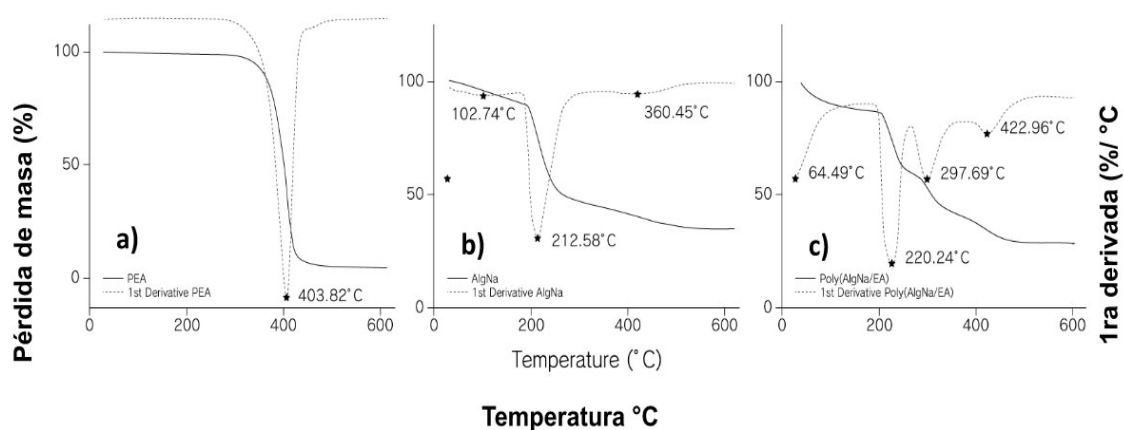 Pérdida de masa (%)
100
50
0
a)
PEA
1st Derivative PEA
403.82°C
0
200
400
600
100
50
0
102.74°C
360.45°C
212.58°C
b)
AlgNa
1st Derivative AlgNa
0
200
400
600
Temperature (°C)
100
50
0
64.49°C
422.96°C
297.69°C
220.24°C
c)
Poly(AlgNa/EA)
1st Derivative Poly(AlgNa/EA)
0
200
400
600
1ra derivada (%/ °C)
Temperatura °C